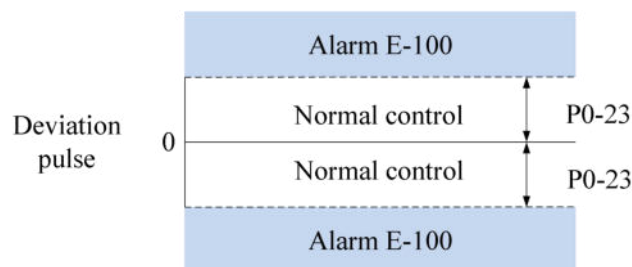 Alarm E-100
Normal control
P0-23
Deviation
pulse
0
Normal control
P0-23
Alarm E-100